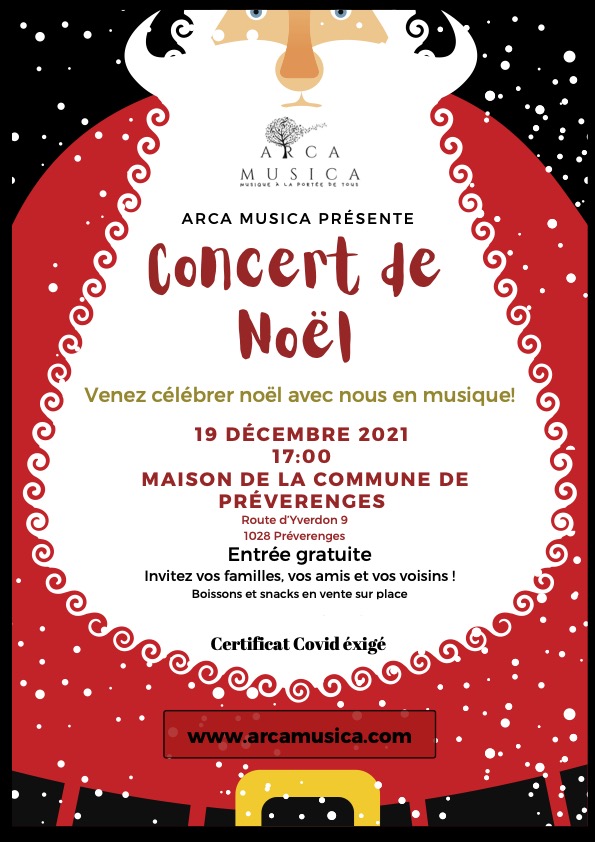 ARCA
MUSICA
MUSIQUE À LA PORTÉE DE TOUS
ARCA MUSICA PRÉSENTE
Concert de
Noël
Venez célébrer noël avec nous en musique!
19 DÉCEMBRE 2021
17:00
MAISON DE LA COMMUNE DE
PRÉVERENGES
Route d'Yverdon 9
1028 Préverenges
Entrée gratuite
Invitez vos familles, vos amis et vos voisins !
Boissons et snacks en vente sur place
Certificat Covid éxigé
www.arcamusica.com